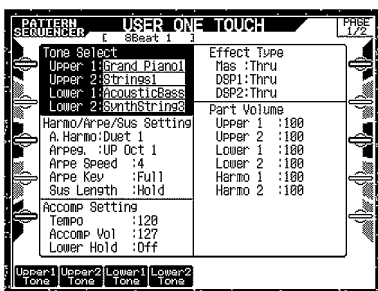 PATTERN SEQUENCER
USER ONE TOUCH
PAGE 1/2
[ 8Beat 1 ]
Tone Select
Upper 1:Grand Piano1
Upper 2:Strings1
Lower 1:AcousticBass
Lower 2:SynthString3
Harmo/Arpe/Sus Setting
A.Harmo:Duet 1
Arpeg. :UP Oct 1
Arpe Speed :4
Arpe Key :Full
Sus Length :Hold
Accomp Setting
Tempo :120
Accomp Vol :127
Lower Hold :Off
Effect Type
Mas :Thru
DSP1:Thru
DSP2:Thru
Part Volume
Upper 1 :100
Upper 2 :100
Lower 1 :100
Lower 2 :100
Harmo 1 :100
Harmo 2 :100
Upper1 Tone
Upper2 Tone
Lower1 Tone
Lower2 Tone